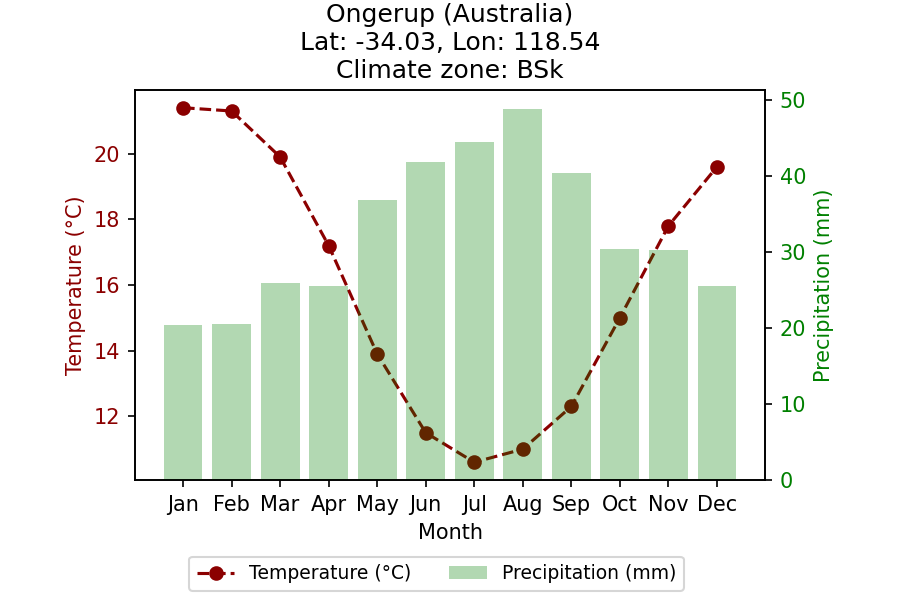 Ongerup (Australia)
Lat: -34.03, Lon: 118.54
Climate zone: BSk
Temperature (°C)
20
18
16
14
12
Precipitation (mm)
50
40
30
20
10
0
Jan Feb Mar Apr May Jun Jul Aug Sep Oct Nov Dec
Month
Temperature (°C) Precipitation (mm)